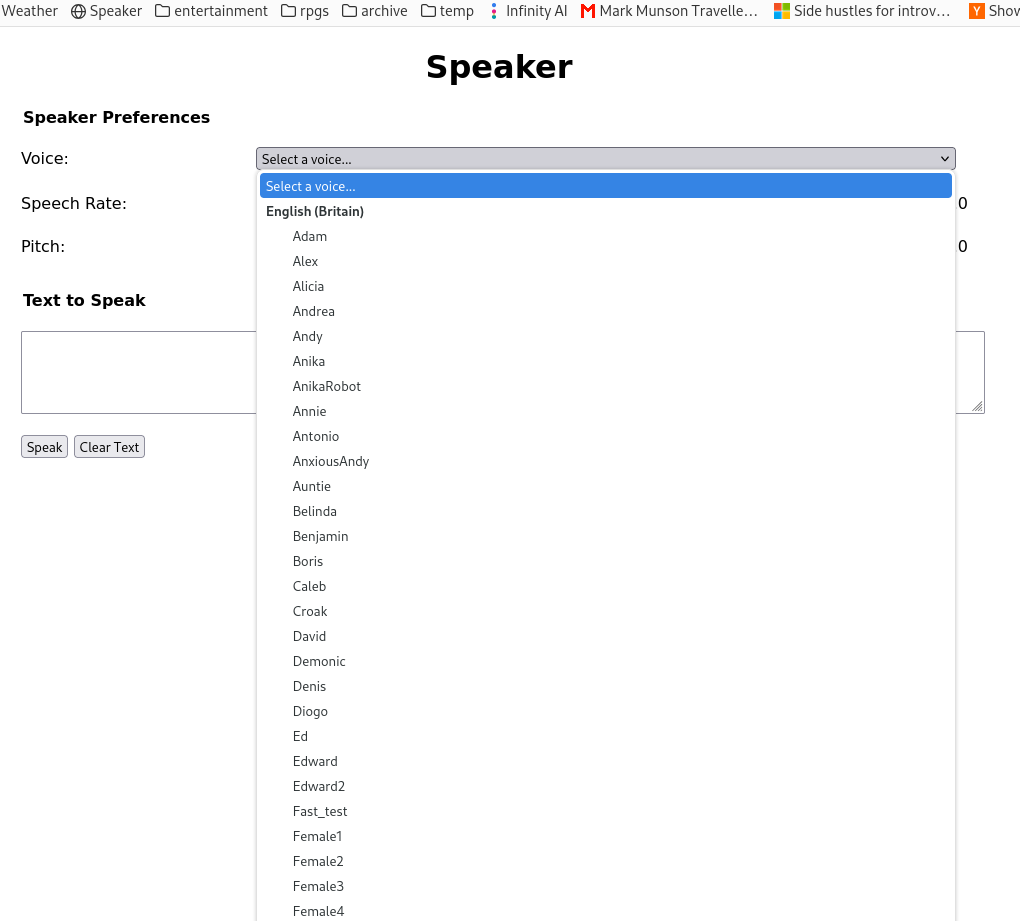 Weather Speaker entertainment rpgs archive temp Infinity AI Mark Munson Travelle… Side hustles for introv… Y Show
Speaker
Speaker Preferences
Voice: Select a voice...
Select a voice...
Speech Rate: 0
English (Britain)
Adam
Pitch: 0
Alex
Alicia
Text to Speak
Andrea
Andy
Anika
AnikaRobot
Annie
Antonio
Speak Clear Text
AnxiousAndy
Auntie
Belinda
Benjamin
Boris
Caleb
Croak
David
Demonic
Denis
Diogo
Ed
Edward
Edward2
Fast_test
Female1
Female2
Female3
Female4